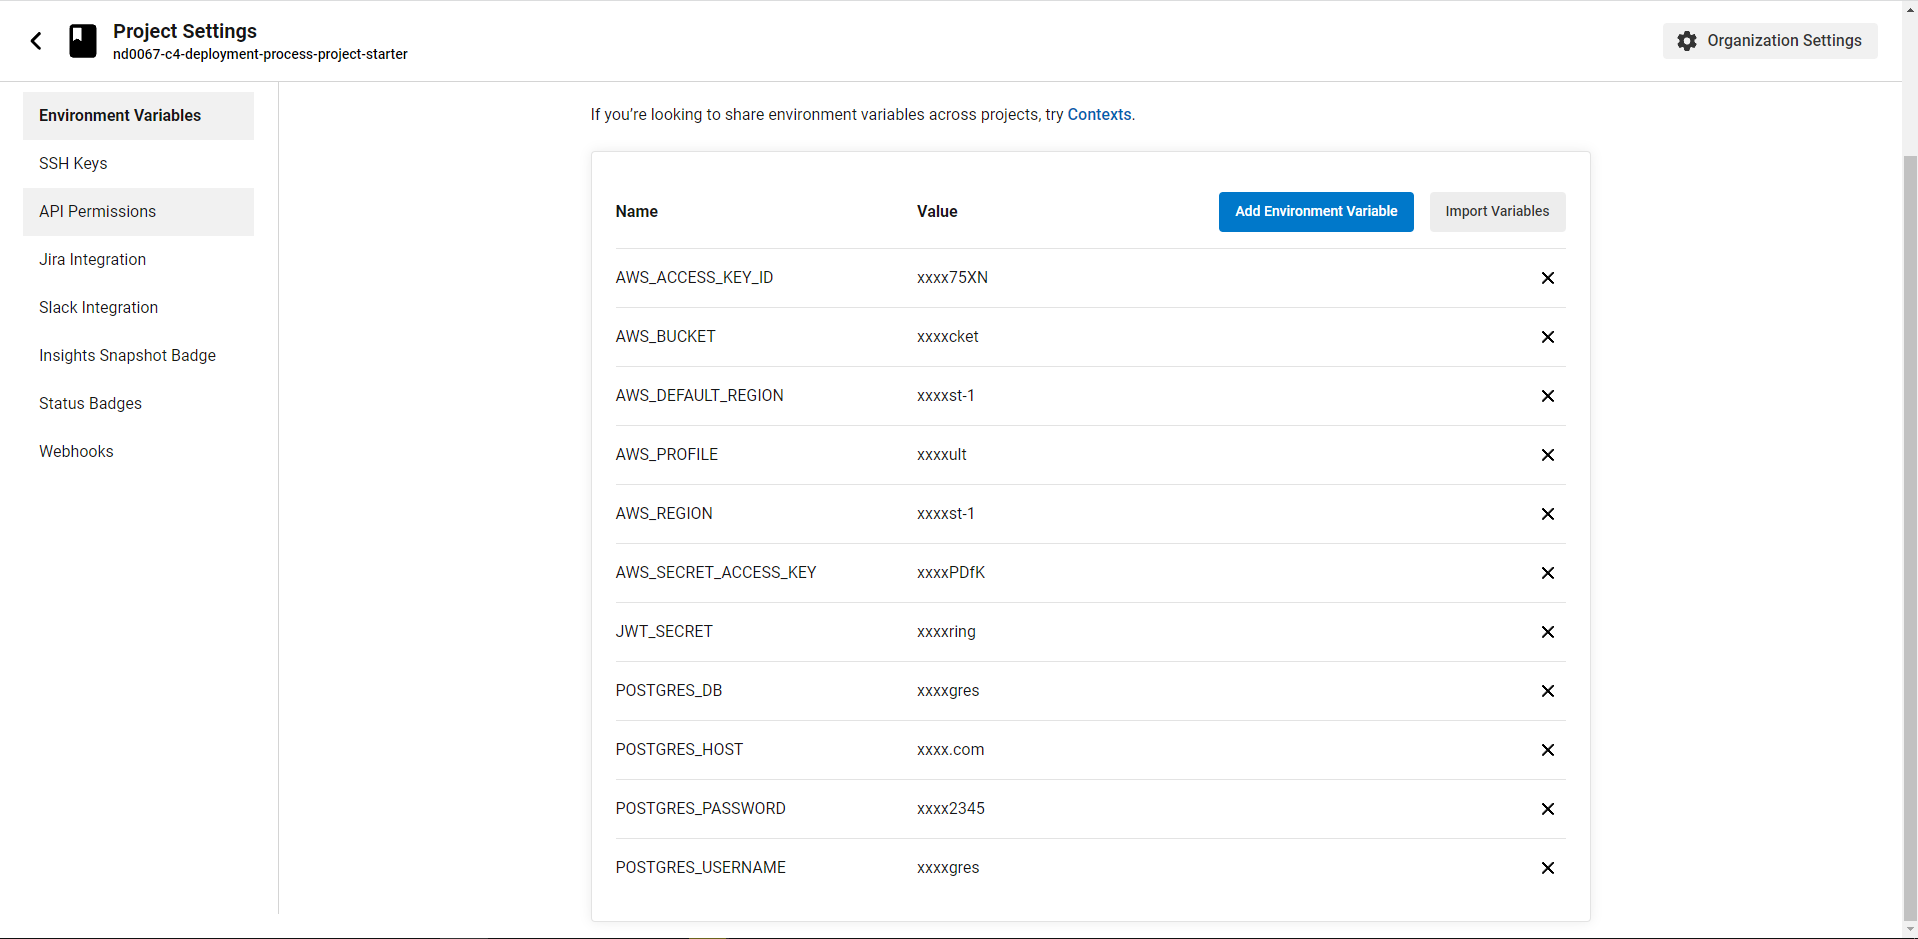 Project Settings
nd0067-c4-deployment-process-project-starter
Organization Settings
Environment Variables
SSH Keys
API Permissions
Jira Integration
Slack Integration
Insights Snapshot Badge
Status Badges
Webhooks
If you’re looking to share environment variables across projects, try Contexts.
Name Value Add Environment Variable Import Variables
AWS_ACCESS_KEY_ID xxxx75XN
AWS_BUCKET xxxxcket
AWS_DEFAULT_REGION xxxxst-1
AWS_PROFILE xxxxult
AWS_REGION xxxxst-1
AWS_SECRET_ACCESS_KEY xxxxPDfK
JWT_SECRET xxxxring
POSTGRES_DB xxxxgres
POSTGRES_HOST xxxx.com
POSTGRES_PASSWORD xxxx2345
POSTGRES_USERNAME xxxxgres